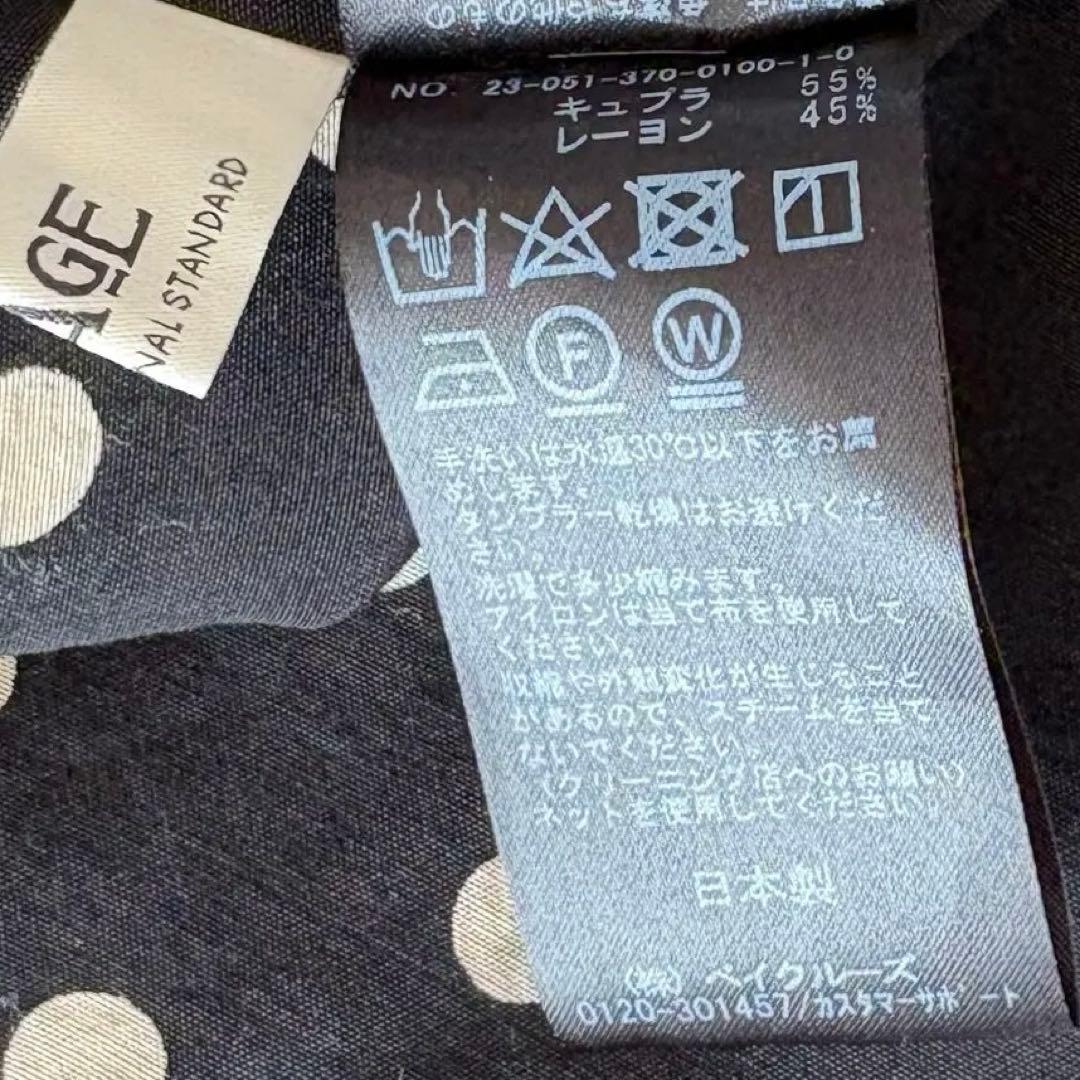 GE
NAL STANDARD
NO. 23-051-370-0100-1-0
キュプラ 55%
レーヨン 45%
F
W
手洗いは水温30℃以下をお薦
めします。
タンブラー乾燥はお避けくだ
さい。
洗濯で多少縮みます。
アイロンは当て布を使用して
ください。
収縮や外観変化が生じること
があるので、スチームを当て
ないでください。
(クリーニング店へのお願い)
ネットを使用してください。
日本製
(株) ベイクルーズ
0120-301457/カスタマーサポート